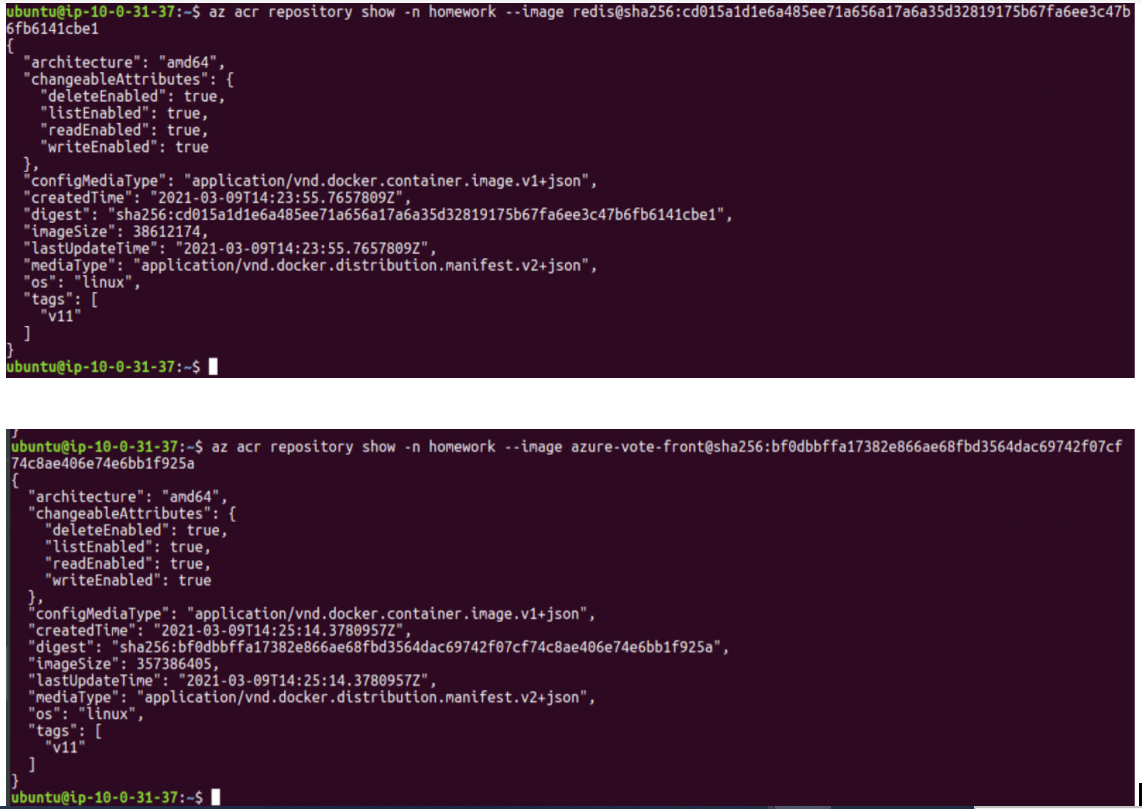 ubuntu@ip-10-0-31-37:~$ az acr repository show -n homework --image redis@sha256:cd015a1d1e6a485ee71a656a17a6a35d32819175b67fa6ee3c47b
6fb6141cbe1
{
  "architecture": "amd64",
  "changeableAttributes": {
    "deleteEnabled": true,
    "listEnabled": true,
    "readEnabled": true,
    "writeEnabled": true
  },
  "configMediaType": "application/vnd.docker.container.image.v1+json",
  "createdTime": "2021-03-09T14:23:55.7657809Z",
  "digest": "sha256:cd015a1d1e6a485ee71a656a17a6a35d32819175b67fa6ee3c47b6fb6141cbe1",
  "imageSize": 38612174,
  "lastUpdateTime": "2021-03-09T14:23:55.7657809Z",
  "mediaType": "application/vnd.docker.distribution.manifest.v2+json",
  "os": "linux",
  "tags": [
    "v11"
  ]
}
ubuntu@ip-10-0-31-37:~$
}
ubuntu@ip-10-0-31-37:~$ az acr repository show -n homework --image azure-vote-front@sha256:bf0dbbffa17382e866ae68fbd3564dac69742f07cf
74c8ae406e74e6bb1f925a
{
  "architecture": "amd64",
  "changeableAttributes": {
    "deleteEnabled": true,
    "listEnabled": true,
    "readEnabled": true,
    "writeEnabled": true
  },
  "configMediaType": "application/vnd.docker.container.image.v1+json",
  "createdTime": "2021-03-09T14:25:14.3780957Z",
  "digest": "sha256:bf0dbbffa17382e866ae68fbd3564dac69742f07cf74c8ae406e74e6bb1f925a",
  "imageSize": 357386405,
  "lastUpdateTime": "2021-03-09T14:25:14.3780957Z",
  "mediaType": "application/vnd.docker.distribution.manifest.v2+json",
  "os": "linux",
  "tags": [
    "v11"
  ]
}
ubuntu@ip-10-0-31-37:~$